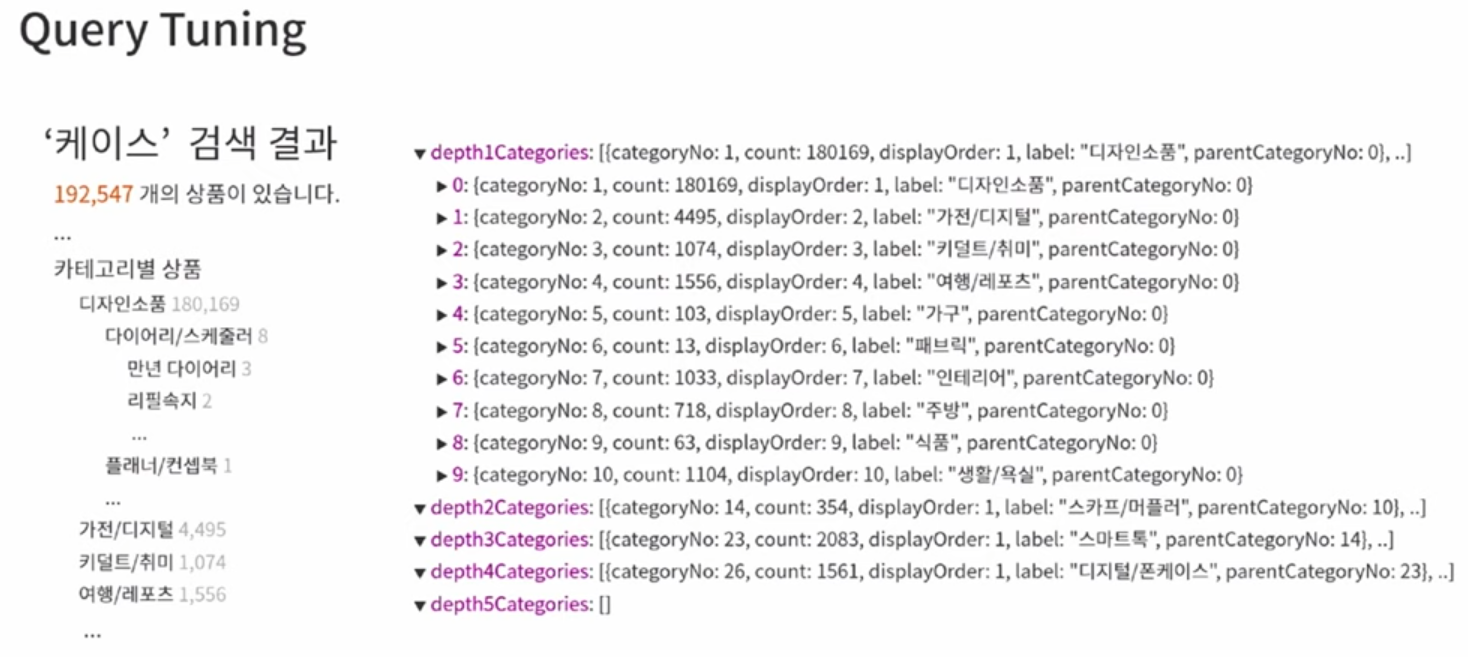 Query Tuning
‘케이스’ 검색 결과
192,547 개의 상품이 있습니다.
...
카테고리별 상품
디자인소품 180,169
다이어리/스케줄러 8
만년 다이어리 3
리필속지 2
...
플래너/컨셉북 1
...
가전/디지털 4,495
키덜트/취미 1,074
여행/레포츠 1,556
...
▼ depth1Categories: [{categoryNo: 1, count: 180169, displayOrder: 1, label: "디자인소품", parentCategoryNo: 0}, ..]
▶ 0: {categoryNo: 1, count: 180169, displayOrder: 1, label: "디자인소품", parentCategoryNo: 0}
▶ 1: {categoryNo: 2, count: 4495, displayOrder: 2, label: "가전/디지털", parentCategoryNo: 0}
▶ 2: {categoryNo: 3, count: 1074, displayOrder: 3, label: "키덜트/취미", parentCategoryNo: 0}
▶ 3: {categoryNo: 4, count: 1556, displayOrder: 4, label: "여행/레포츠", parentCategoryNo: 0}
▶ 4: {categoryNo: 5, count: 103, displayOrder: 5, label: "가구", parentCategoryNo: 0}
▶ 5: {categoryNo: 6, count: 13, displayOrder: 6, label: "패브릭", parentCategoryNo: 0}
▶ 6: {categoryNo: 7, count: 1033, displayOrder: 7, label: "인테리어", parentCategoryNo: 0}
▶ 7: {categoryNo: 8, count: 718, displayOrder: 8, label: "주방", parentCategoryNo: 0}
▶ 8: {categoryNo: 9, count: 63, displayOrder: 9, label: "식품", parentCategoryNo: 0}
▶ 9: {categoryNo: 10, count: 1104, displayOrder: 10, label: "생활/욕실", parentCategoryNo: 0}
▼ depth2Categories: [{categoryNo: 14, count: 354, displayOrder: 1, label: "스카프/머플러", parentCategoryNo: 10}, ..]
▼ depth3Categories: [{categoryNo: 23, count: 2083, displayOrder: 1, label: "스마트톡", parentCategoryNo: 14}, ..]
▼ depth4Categories: [{categoryNo: 26, count: 1561, displayOrder: 1, label: "디지털/폰케이스", parentCategoryNo: 23}, ..]
▼ depth5Categories: []